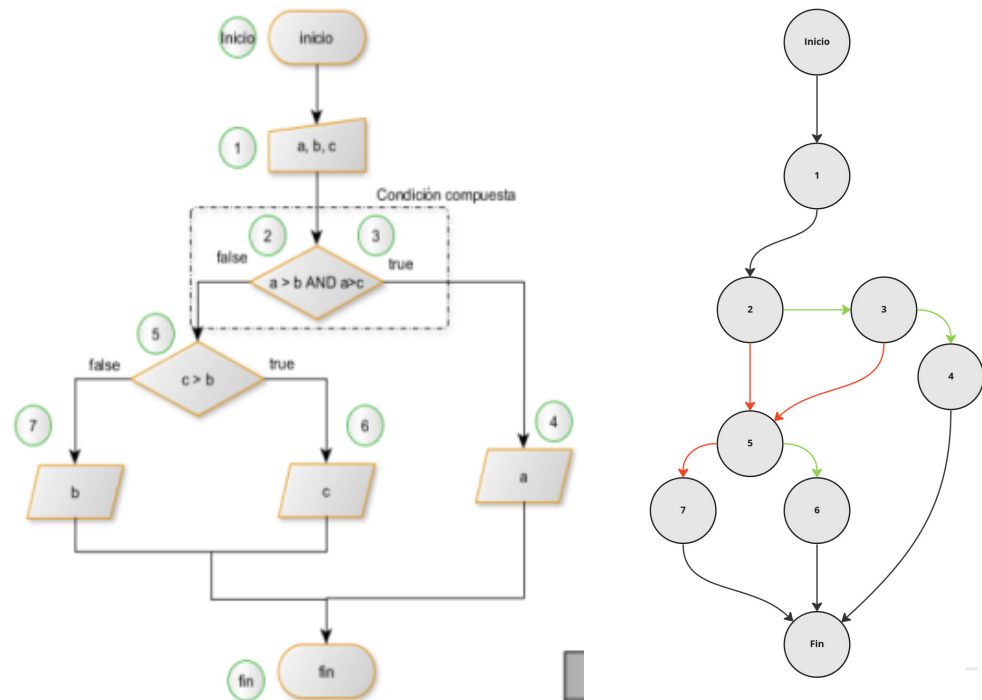 Inicio
inicio
1
a, b, c
Condición compuesta
2
3
false
true
a > b AND a>c
5
false
true
c > b
7
6
4
b
c
a
fin
fin
Inicio
1
2
3
4
5
7
6
Fin